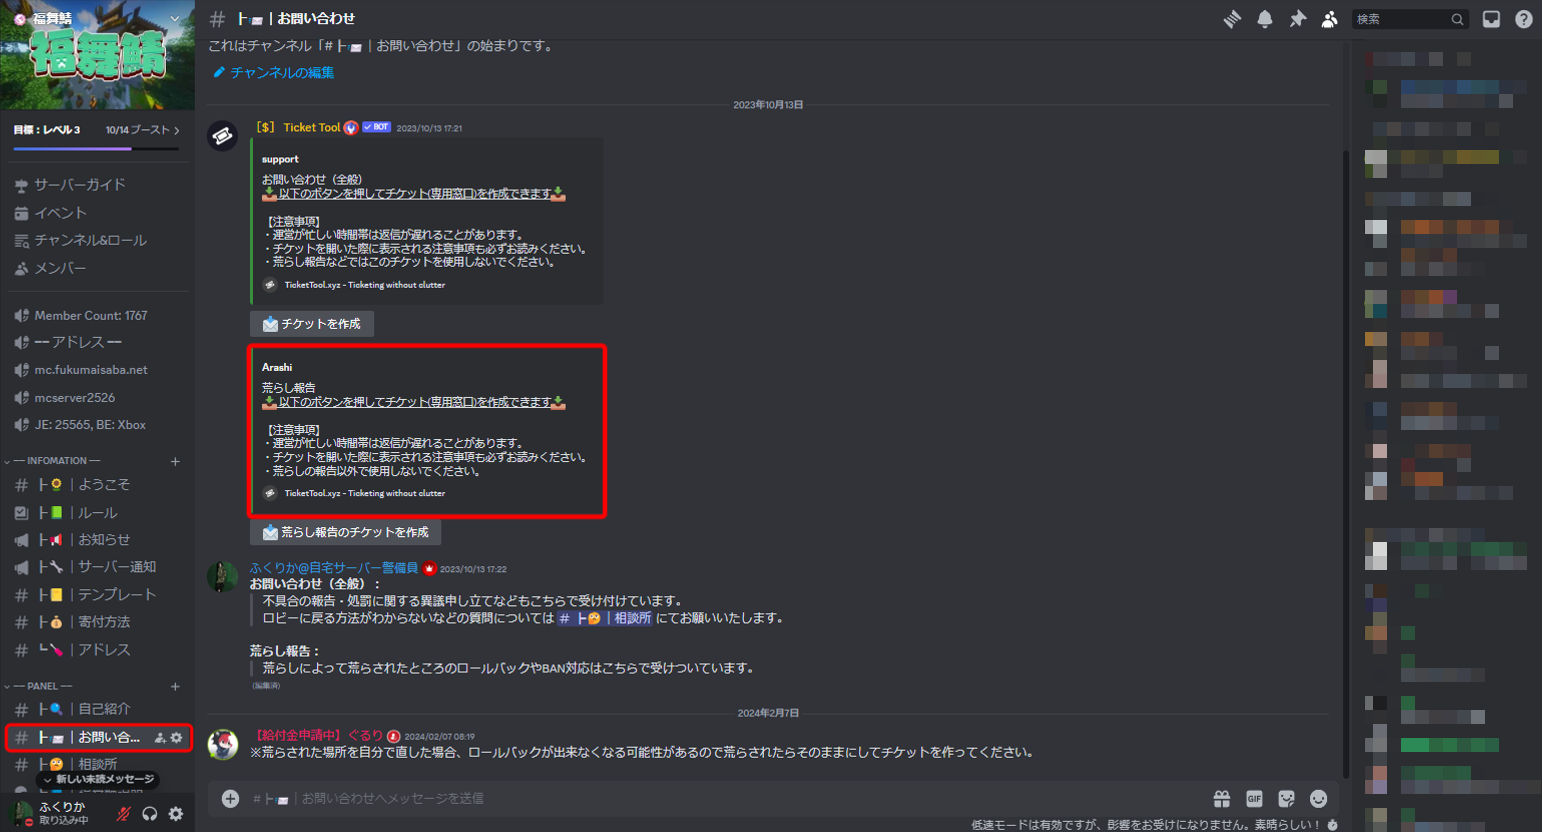 福舞鯖
福舞鯖
目標：レベル 3 10/14 ブースト
サーバーガイド
イベント
チャンネル&ロール
メンバー
Member Count: 1767
ーー アドレス ーー
mc.fukumaisaba.net
mcserver2526
JE: 25565, BE: Xbox
ーー INFOMATION ーー
├🌻｜ようこそ
├📗｜ルール
├📢｜お知らせ
├🔧｜サーバー通知
├📒｜テンプレート
├💰｜寄付方法
└🪛｜アドレス
ーー PANEL ーー
├🔍｜自己紹介
├📨｜お問い合...
├🤔｜相談所
新しい未読メッセージ
ふくりか
取り込み中
# ├📨｜お問い合わせ
検索
これはチャンネル「# ├📨｜お問い合わせ」の始まりです。
チャンネルの編集
2023年10月13日
[$] Ticket Tool BOT 2023/10/13 17:21
support
お問い合わせ（全般）
📥以下のボタンを押してチケット(専用窓口)を作成できます📥
【注意事項】
・運営が忙しい時間帯は返信が遅れることがあります。
・チケットを開いた際に表示される注意事項も必ずお読みください。
・荒らし報告などではこのチケットを使用しないでください。
TicketTool.xyz - Ticketing without clutter
📩チケットを作成
Arashi
荒らし報告
📥以下のボタンを押してチケット(専用窓口)を作成できます📥
【注意事項】
・運営が忙しい時間帯は返信が遅れることがあります。
・チケットを開いた際に表示される注意事項も必ずお読みください。
・荒らしの報告以外で使用しないでください。
TicketTool.xyz - Ticketing without clutter
📩荒らし報告のチケットを作成
ふくりか@自宅サーバー警備員 2023/10/13 17:22
お問い合わせ（全般）：
不具合の報告・処罰に関する異議申し立てなどもこちらで受け付けています。
ロビーに戻る方法がわからないなどの質問については # ├🤔｜相談所 にてお願いいたします。
荒らし報告：
荒らしによって荒らされたところのロールバックやBAN対応はこちらで受けついています。
(編集済)
2024年2月7日
【給付金申請中】ぐるり 2024/02/07 08:19
※荒らされた場所を自分で直した場合、ロールバックが出来なくなる可能性があるので荒らされたらそのままにしてチケットを作ってください。
# ├📨｜お問い合わせへメッセージを送信
GIF
低速モードは有効ですが、影響をお受けになりません。素晴らしい！